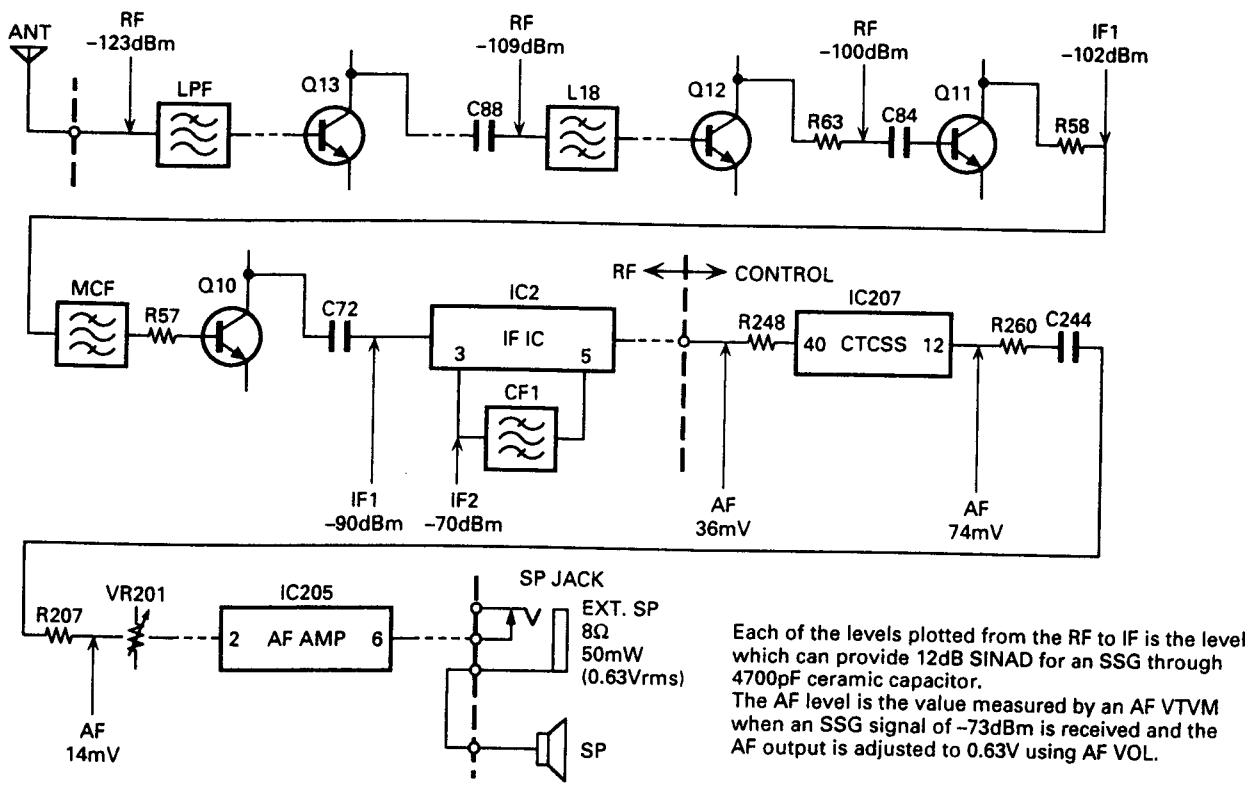 ANT
RF
–123dBm
LPF
Q13
C88
RF
–109dBm
L18
Q12
R63
RF
–100dBm
C84
Q11
R58
IF1
–102dBm
MCF
R57
Q10
C72
IF1
–90dBm
IC2
IF IC
3
5
CF1
IF2
–70dBm
RF
CONTROL
AF
36mV
R248
IC207
40
CTCSS
12
AF
74mV
R260
C244
R207
AF
14mV
VR201
IC205
2
AF AMP
6
SP JACK
EXT. SP
8Ω
50mW
(0.63Vrms)
SP
Each of the levels plotted from the RF to IF is the level
which can provide 12dB SINAD for an SSG through
4700pF ceramic capacitor.
The AF level is the value measured by an AF VTVM
when an SSG signal of –73dBm is received and the
AF output is adjusted to 0.63V using AF VOL.